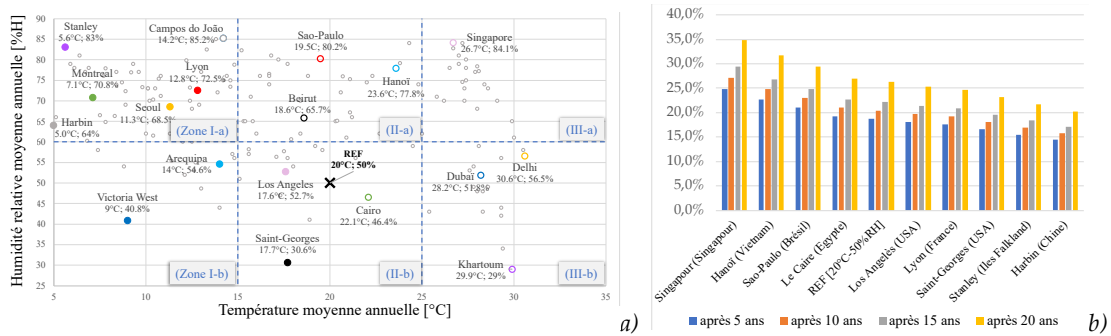 Humidité relative moyenne annuelle [%H]
90
85
80
75
70
65
60
55
50
45
40
35
30
25
Stanley
5.6°C; 83%
Campos do João
14.2°C; 85.2%
Sao-Paulo
19.5C; 80.2%
Singapore
26.7°C; 84.1%
Montreal
7.1°C; 70.8%
Lyon
12.8°C; 72.5%
Hanoï
23.6°C; 77.8%
Seoul
11.3°C; 68.5%
Beirut
18.6°C; 65.7%
Harbin
5.0°C; 64%
(Zone I-a)
(II-a)
(III-a)
Arequipa
14°C; 54.6%
REF
20°C; 50%
Los Angeles
17.6°C; 52.7%
Dubaï
28.2°C; 51.8%
Delhi
30.6°C; 56.5%
Victoria West
9°C; 40.8%
Cairo
22.1°C; 46.4%
Saint-Georges
17.7°C; 30.6%
Khartoum
29.9°C; 29%
(Zone I-b)
(II-b)
(III-b)
5 10 15 20 25 30 35
Température moyenne annuelle [°C]
a)
40,0%
35,0%
30,0%
25,0%
20,0%
15,0%
10,0%
5,0%
0,0%
Singapour (Singapour)
Hanoï (Vietnam)
Sao-Paulo (Brésil)
Le Caire (Egypte)
REF [20°C-50%RH]
Los Angelès (USA)
Lyon (France)
Saint-Georges (USA)
Stanley (Iles Falkland)
Harbin (Chine)
après 5 ans après 10 ans après 15 ans après 20 ans
b)